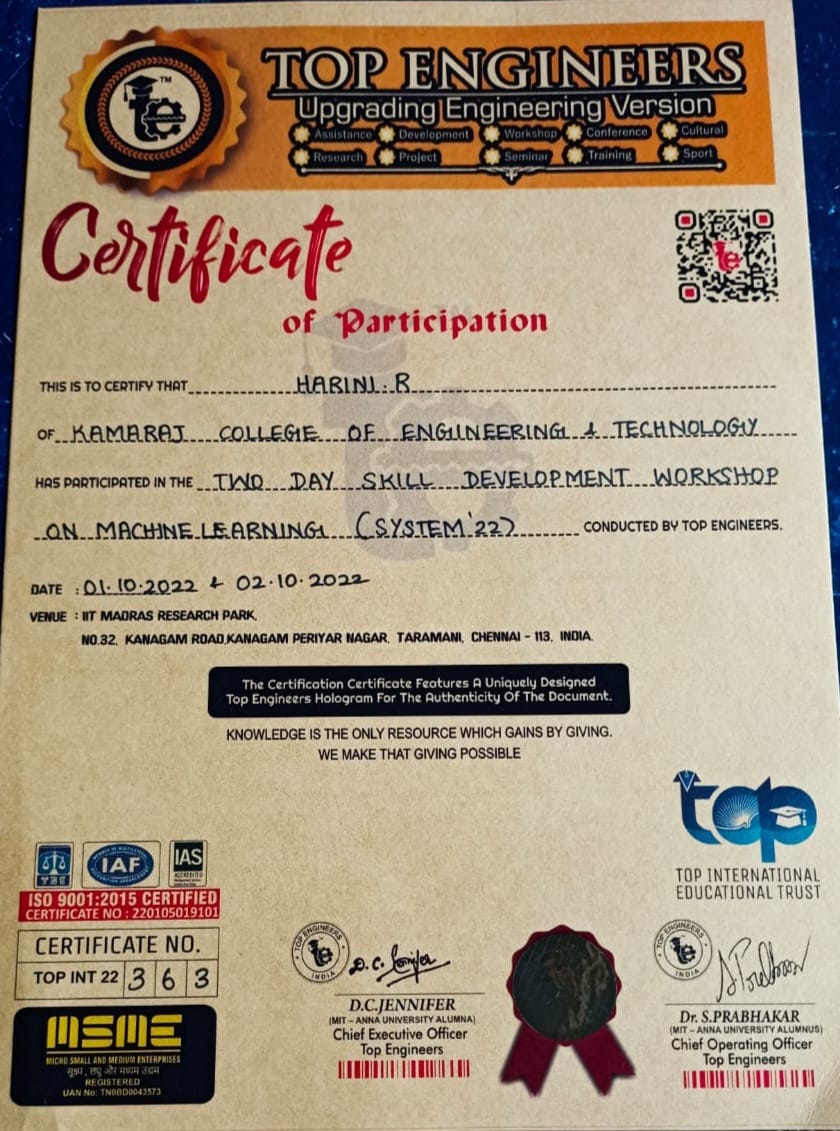 TM
te
TOP ENGINEERS
Upgrading Engineering Version
Assistance Development Workshop Conference Cultural
Research Project Seminar Training Sport
Certificate
of Participation
THIS IS TO CERTIFY THAT HARINI. R
OF KAMARAJ COLLEGE OF ENGINEERING & TECHNOLOGY
HAS PARTICIPATED IN THE TWO DAY SKILL DEVELOPMENT WORKSHOP
ON MACHINE LEARNING (SYSTEM'22) CONDUCTED BY TOP ENGINEERS.
DATE : 01.10.2022 & 02.10.2022
VENUE : IIT MADRAS RESEARCH PARK,
NO.32, KANAGAM ROAD,KANAGAM PERIYAR NAGAR, TARAMANI, CHENNAI - 113, INDIA
The Certification Certificate Features A Uniquely Designed
Top Engineers Hologram For The Authenticity Of The Document.
KNOWLEDGE IS THE ONLY RESOURCE WHICH GAINS BY GIVING.
WE MAKE THAT GIVING POSSIBLE
top
TOP INTERNATIONAL
EDUCATIONAL TRUST
IAF
IAS
ACCREDITED
ISO 9001:2015 CERTIFIED
CERTIFICATE NO : 220105019101
CERTIFICATE NO.
TOP INT 22 3 6 3
MSME
MICRO SMALL AND MEDIUM ENTERPRISES
सूक्ष्म, लघु और मध्यम उद्यम
REGISTERED
UAN No: TN0BD0043573
TOP ENGINEERS
INDIA
D.C.JENNIFER
(MIT – ANNA UNIVERSITY ALUMNA)
Chief Executive Officer
Top Engineers
TOP ENGINEERS
INDIA
Dr. S.PRABHAKAR
(MIT – ANNA UNIVERSITY ALUMNUS)
Chief Operating Officer
Top Engineers